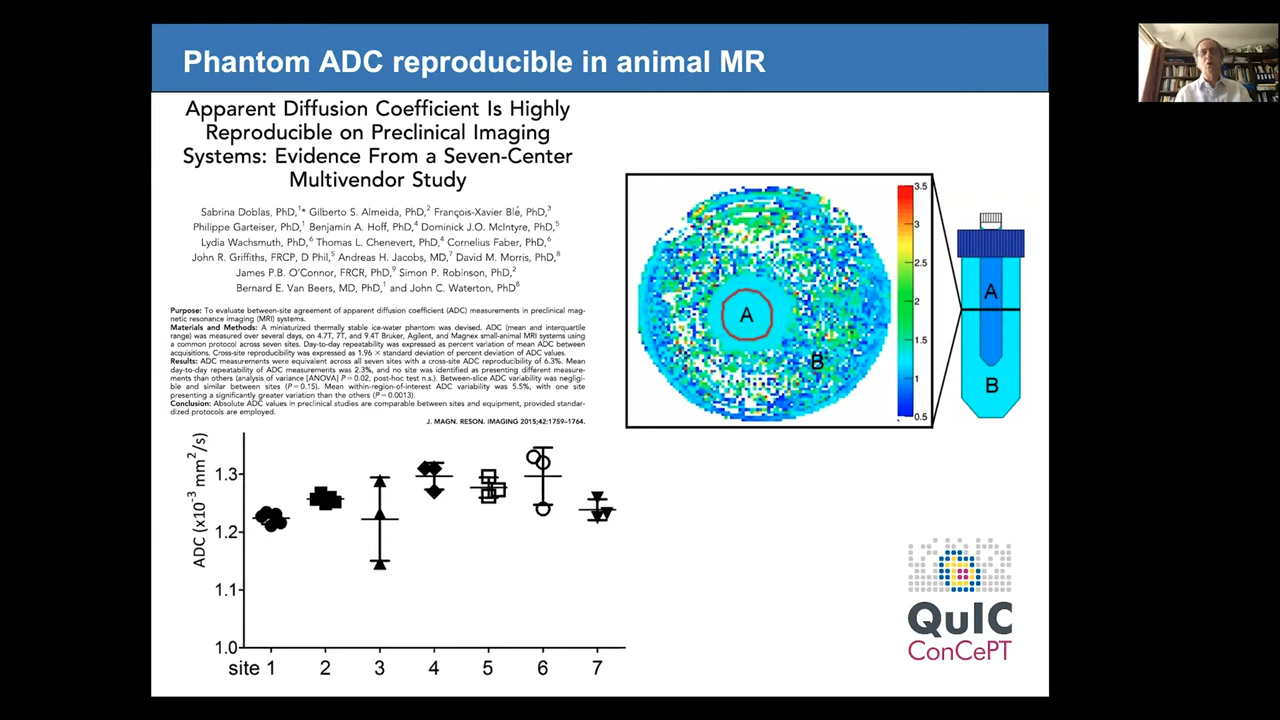 Phantom ADC reproducible in animal MR
Apparent Diffusion Coefficient Is Highly
Reproducible on Preclinical Imaging
Systems: Evidence From a Seven-Center
Multivendor Study
Sabrina Doblas, PhD,1* Gilberto S. Almeida, PhD,2 François-Xavier Blé, PhD,3
Philippe Garteiser, PhD,1 Benjamin A. Hoff, PhD,4 Dominick J.O. McIntyre, PhD,5
Lydia Wachsmuth, PhD,6 Thomas L. Chenevert, PhD,4 Cornelius Faber, PhD,6
John R. Griffiths, FRCP, D Phil,5 Andreas H. Jacobs, MD,7 David M. Morris, PhD,8
James P.B. O'Connor, FRCR, PhD,9 Simon P. Robinson, PhD,2
Bernard E. Van Beers, MD, PhD,1 and John C. Waterton, PhD8
Purpose: To evaluate between-site agreement of apparent diffusion coefficient (ADC) measurements in preclinical mag-
netic resonance imaging (MRI) systems.
Materials and Methods: A miniaturized thermally stable ice-water phantom was devised. ADC (mean and interquartile
range) was measured over several days, on 4.7T, 7T, and 9.4T Bruker, Agilent, and Magnex small-animal MRI systems using
a common protocol across seven sites. Day-to-day repeatability was expressed as percent variation of mean ADC between
acquisitions. Cross-site reproducibility was expressed as 1.96 × standard deviation of percent deviation of ADC values.
Results: ADC measurements were equivalent across all seven sites with a cross-site ADC reproducibility of 6.3%. Mean
day-to-day repeatability of ADC measurements was 2.3%, and no site was identified as presenting different measure-
ments than others (analysis of variance [ANOVA] P = 0.02, post-hoc test n.s.). Between-slice ADC variability was negligi-
ble and similar between sites (P = 0.15). Mean within-region-of-interest ADC variability was 5.5%, with one site
presenting a significantly greater variation than the others (P = 0.0013).
Conclusion: Absolute ADC values in preclinical studies are comparable between sites and equipment, provided standar-
dized protocols are employed.
J. MAGN. RESON. IMAGING 2015;42:1759–1764.
A
B
3.5
3
2.5
2
1.5
1
0.5
A
B
ADC (x10-3 mm2/s)
1.3
1.2
1.1
1.0
site 1 2 3 4 5 6 7
QuIC
ConCePT